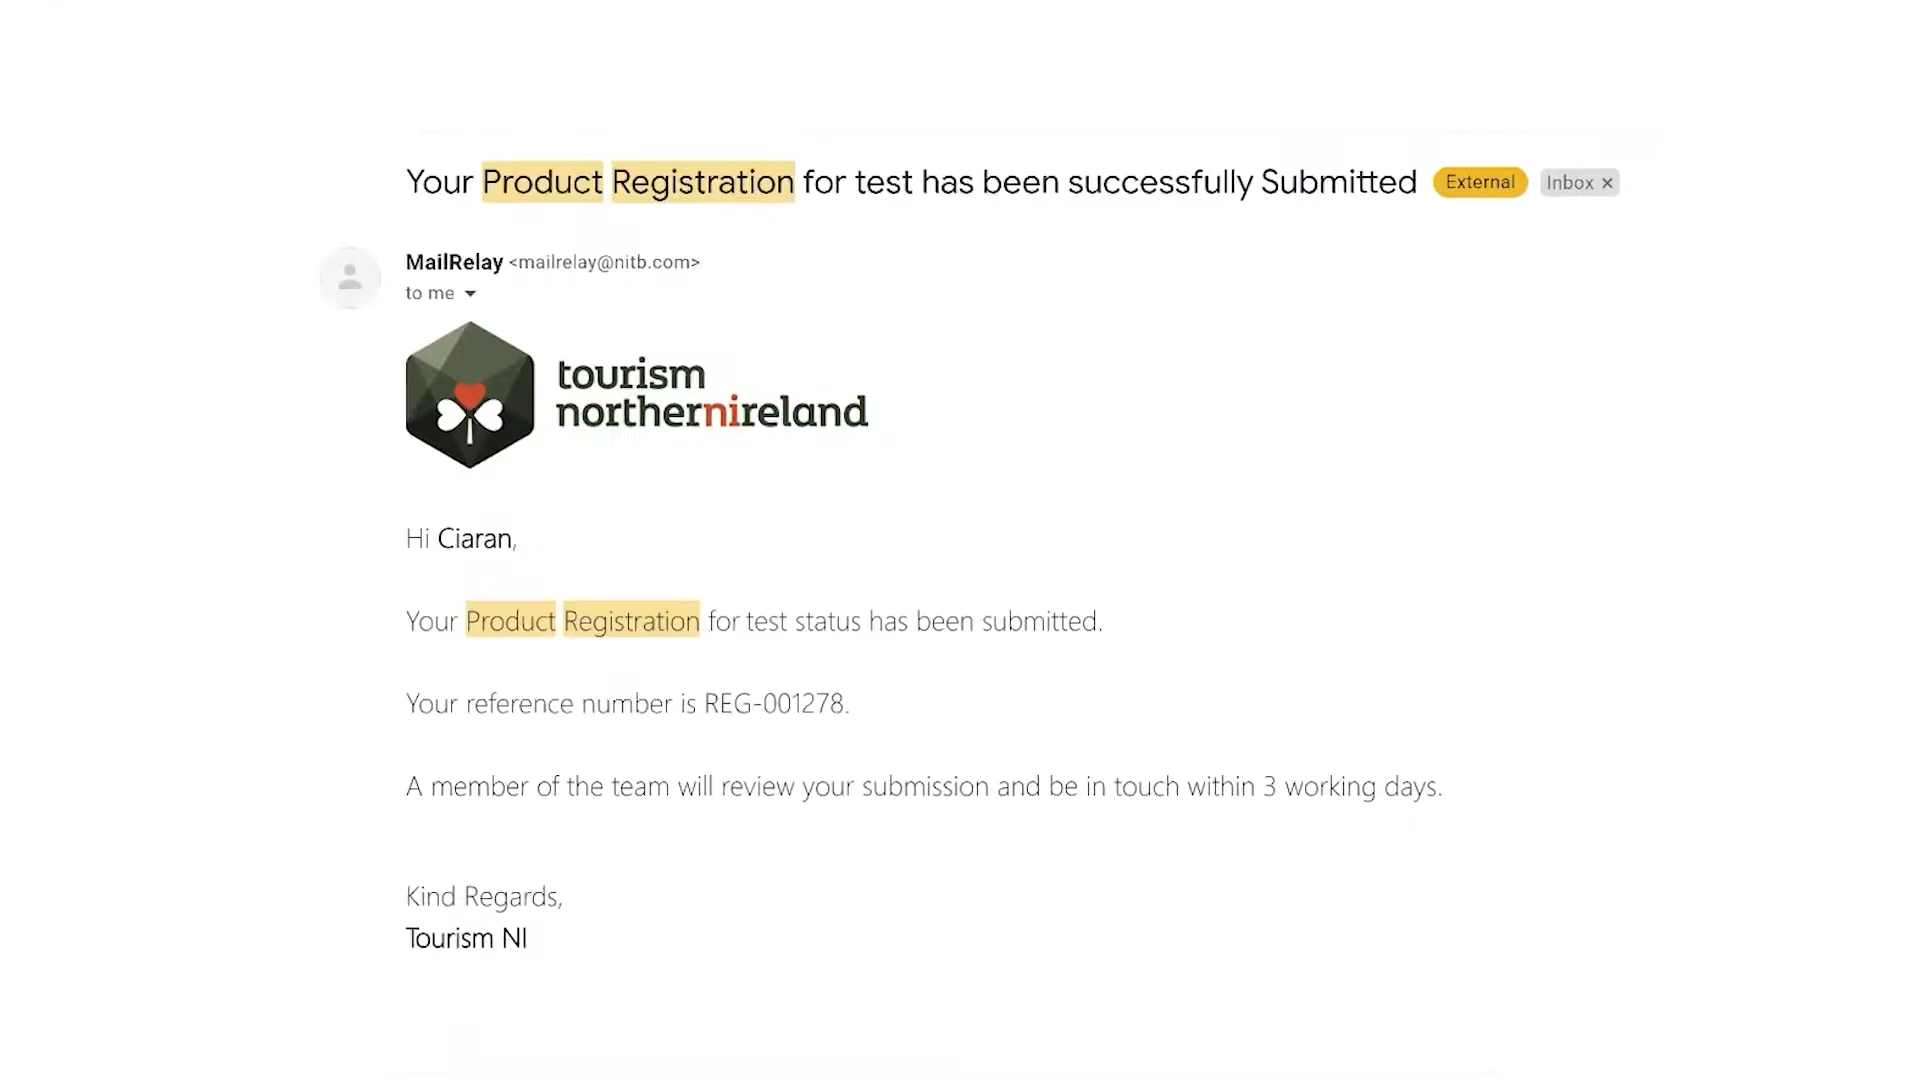 Your Product Registration for test has been successfully Submitted External Inbox ×
MailRelay <mailrelay@nitb.com>
to me
tourism
northernireland
Hi Ciaran,
Your Product Registration for test status has been submitted.
Your reference number is REG-001278.
A member of the team will review your submission and be in touch within 3 working days.
Kind Regards,
Tourism NI